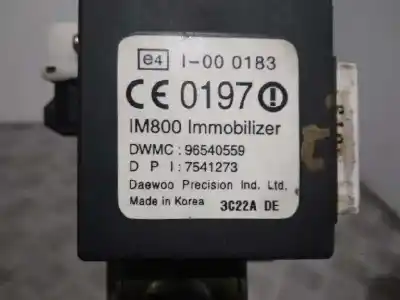 e4 I-00 0183
CE 0197
IM800 Immobilizer
DWMC : 96540559
D P I : 7541273
Daewoo Precision Ind. Ltd.
Made in Korea 3C22A DE